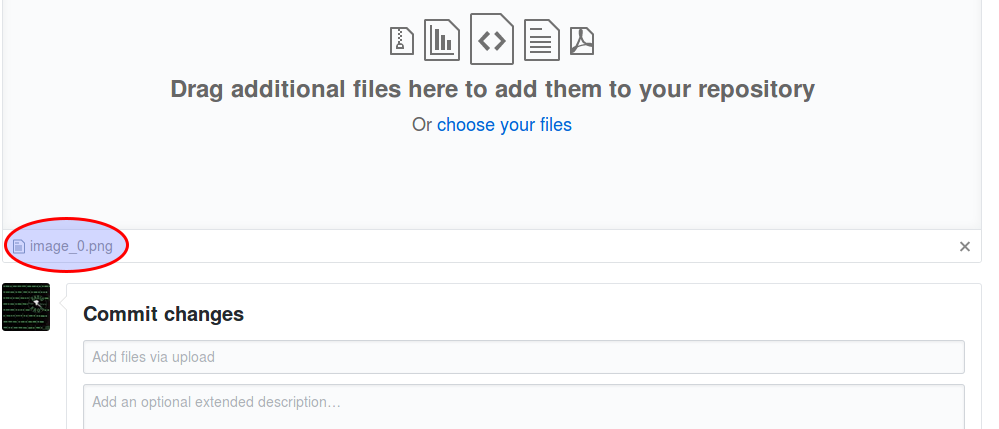 Drag additional files here to add them to your repository
Or choose your files
image_0.png
Commit changes
Add files via upload
Add an optional extended description…